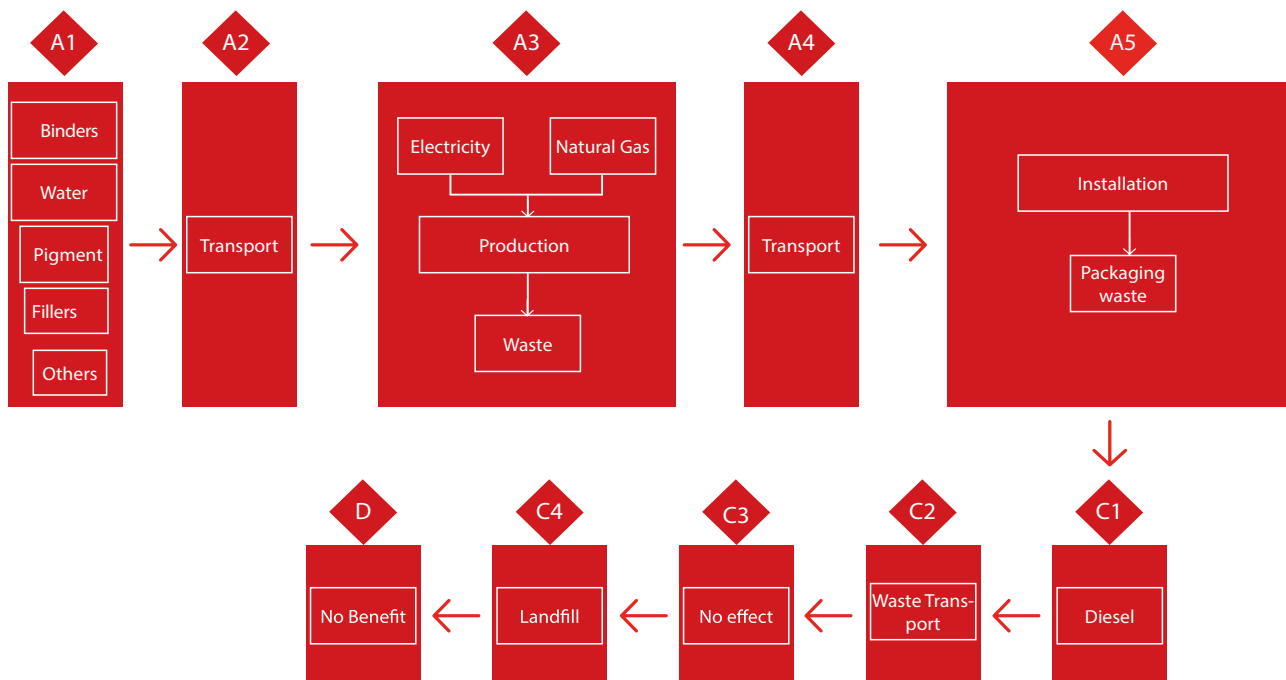 A1
A2
A3
A4
A5
Binders
Water
Pigment
Fillers
Others
Transport
Electricity
Natural Gas
Production
Waste
Transport
Installation
Packaging
waste
D
C4
C3
C2
C1
No Benefit
Landfill
No effect
Waste Trans-
port
Diesel